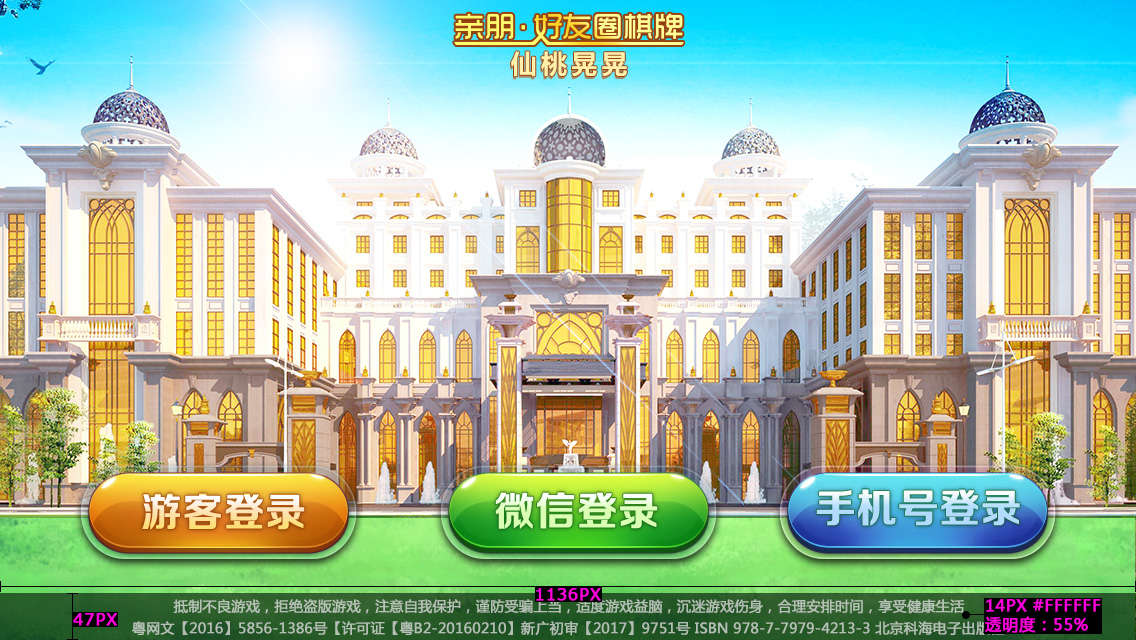 亲朋·好友圈棋牌
仙桃晃晃
游客登录
微信登录
手机号登录
1136PX
47PX
抵制不良游戏，拒绝盗版游戏，注意自我保护，谨防受骗上当，适度游戏益脑，沉迷游戏伤身，合理安排时间，享受健康生活
14PX #FFFFFF
粤网文【2016】5856-1386号【许可证【粤B2-20160210】新广初审【2017】9751号 ISBN 978-7-7979-4213-3 北京科海电子出版
透明度：55%